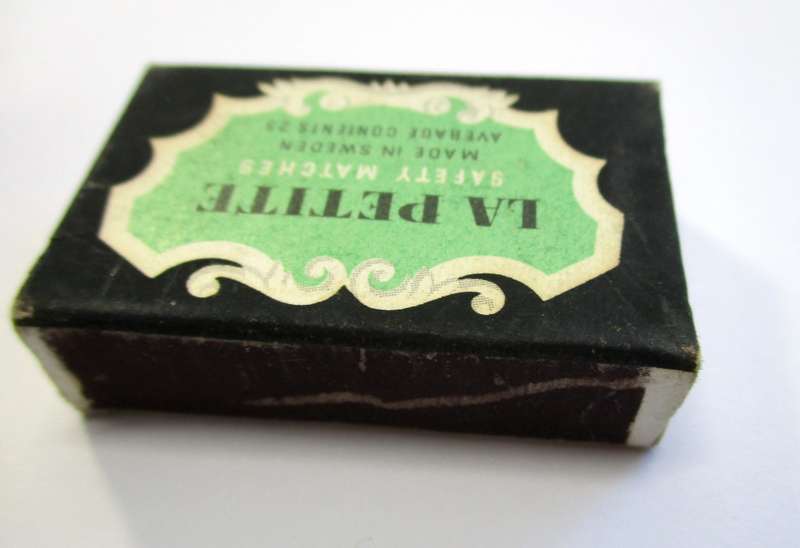 LA PETITE
SAFETY MATCHES
MADE IN SWEDEN
AVERAGE CONTENTS 25